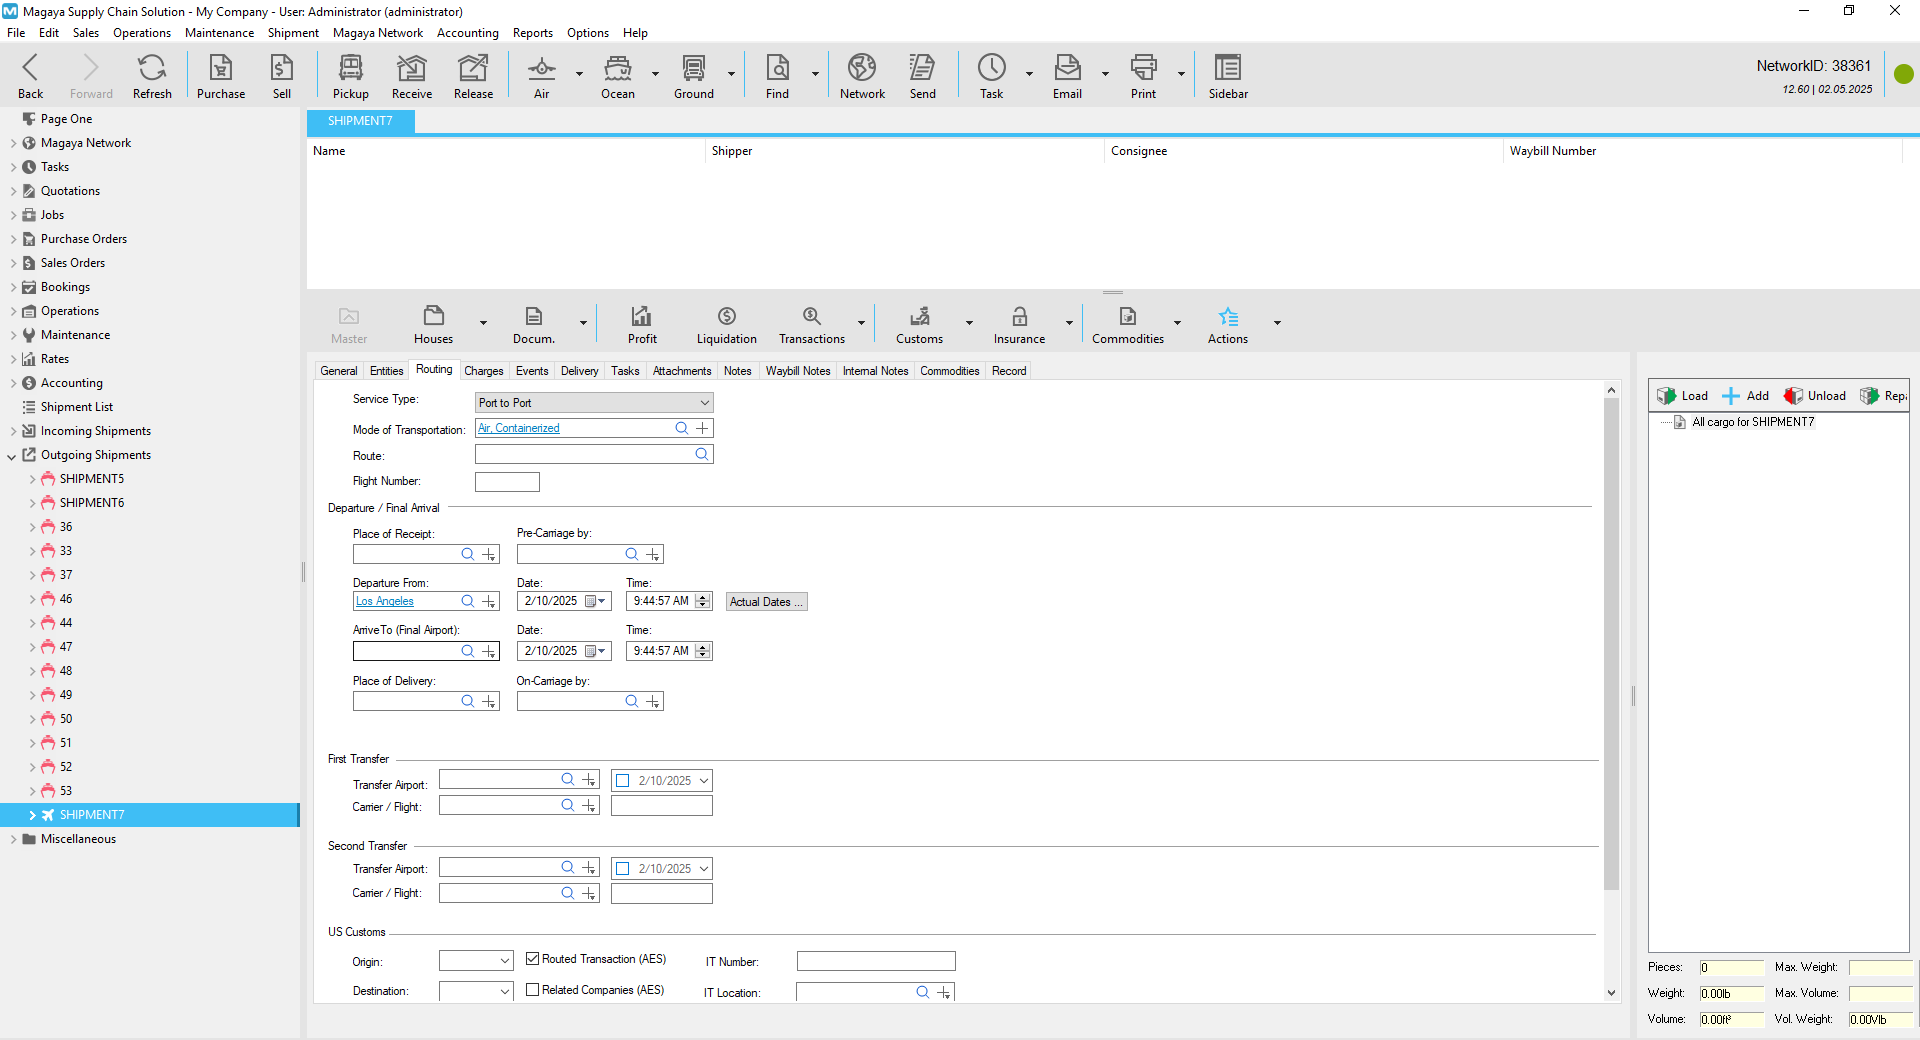 Magaya Supply Chain Solution - My Company - User: Administrator (administrator)
File Edit Sales Operations Maintenance Shipment Magaya Network Accounting Reports Options Help
Back Forward Refresh Purchase Sell Pickup Receive Release Air Ocean Ground Find Network Send Task Email Print Sidebar
NetworkID: 38361
12.60 | 02.05.2025
Page One
Magaya Network
Tasks
Quotations
Jobs
Purchase Orders
Sales Orders
Bookings
Operations
Maintenance
Rates
Accounting
Shipment List
Incoming Shipments
Outgoing Shipments
SHIPMENT5
SHIPMENT6
36
33
37
46
44
47
48
49
50
51
52
53
SHIPMENT7
Miscellaneous
SHIPMENT7
Name Shipper Consignee Waybill Number
Master Houses Docum. Profit Liquidation Transactions Customs Insurance Commodities Actions
General Entities Routing Charges Events Delivery Tasks Attachments Notes Waybill Notes Internal Notes Commodities Record
Service Type: Port to Port
Mode of Transportation: Air, Containerized
Route:
Flight Number:
Departure / Final Arrival
Place of Receipt: Pre-Carriage by:
Departure From: Date: Time:
Los Angeles 2/10/2025 9:44:57 AM Actual Dates ...
ArriveTo (Final Airport): Date: Time:
2/10/2025 9:44:57 AM
Place of Delivery: On-Carriage by:
First Transfer
Transfer Airport: 2/10/2025
Carrier / Flight:
Second Transfer
Transfer Airport: 2/10/2025
Carrier / Flight:
US Customs
Origin: Routed Transaction (AES) IT Number:
Destination: Related Companies (AES) IT Location:
Load Add Unload Repa
All cargo for SHIPMENT7
Pieces: 0 Max. Weight:
Weight: 0.00lb Max. Volume:
Volume: 0.00ft³ Vol. Weight: 0.00Vlb